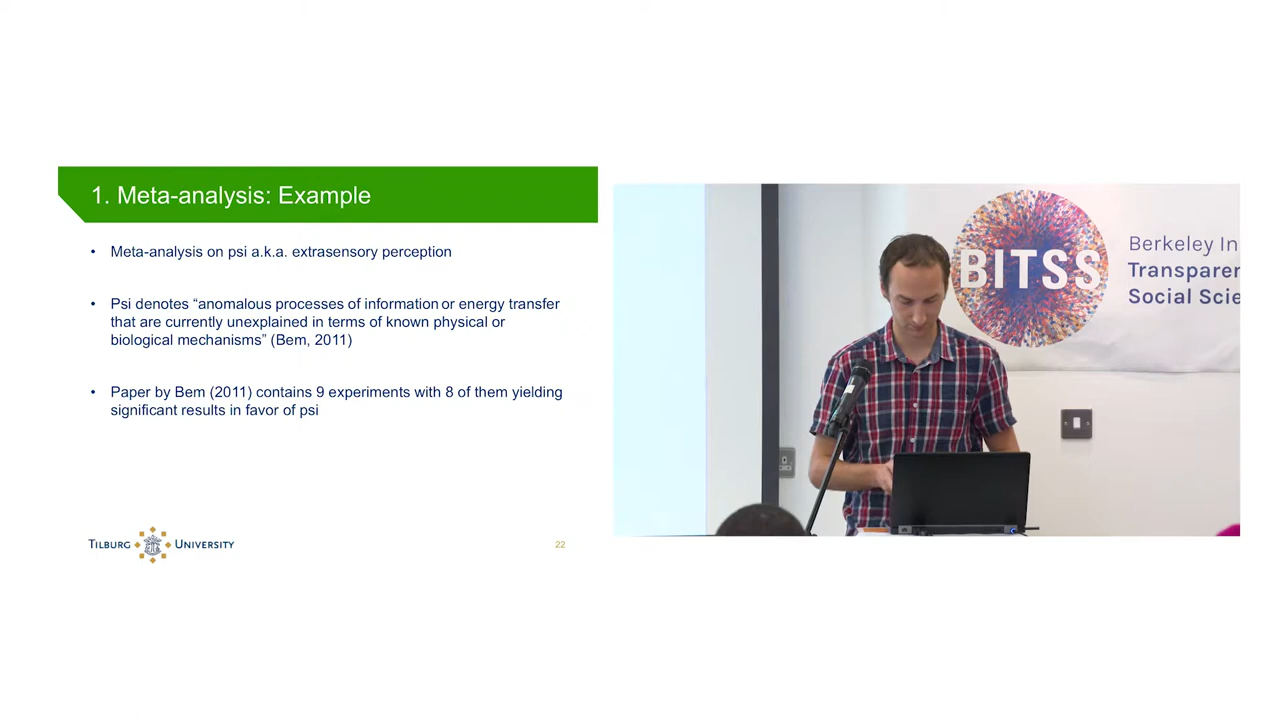 1. Meta-analysis: Example
• Meta-analysis on psi a.k.a. extrasensory perception
• Psi denotes “anomalous processes of information or energy transfer
that are currently unexplained in terms of known physical or
biological mechanisms” (Bem, 2011)
• Paper by Bem (2011) contains 9 experiments with 8 of them yielding
significant results in favor of psi
TILBURG UNIVERSITY
22
BITSS
Berkeley In
Transparen
Social Scie